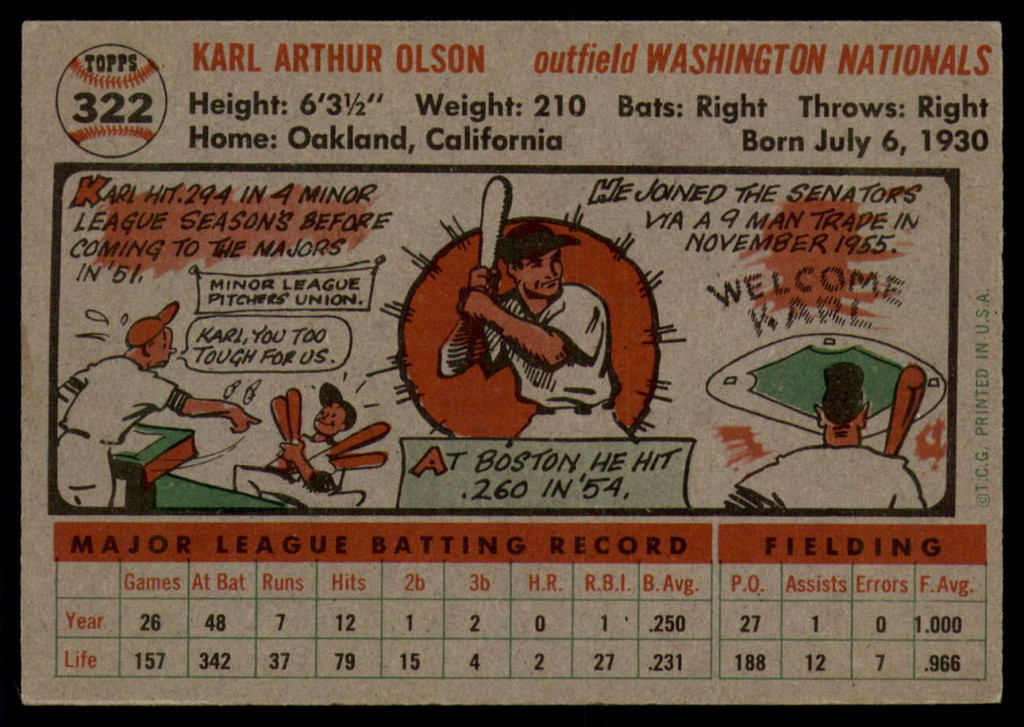 TOPPS
322
KARL ARTHUR OLSON outfield WASHINGTON NATIONALS
Height: 6'3½" Weight: 210 Bats: Right Throws: Right
Home: Oakland, California Born July 6, 1930
KARL HIT .294 IN 4 MINOR
LEAGUE SEASON'S BEFORE
COMING TO THE MAJORS
IN '51.
MINOR LEAGUE
PITCHERS' UNION.
KARL, YOU TOO
TOUGH FOR US.
AT BOSTON, HE HIT
.260 IN '54.
HE JOINED THE SENATORS
VIA A 9 MAN TRADE IN
NOVEMBER 1955.
WELCOME
KARL
©T.C.G. PRINTED IN U.S.A.
MAJOR LEAGUE BATTING RECORD FIELDING
Games At Bat Runs Hits 2b 3b H.R. R.B.I. B.Avg. P.O. Assists Errors F.Avg.
Year 26 48 7 12 1 2 0 1 .250 27 1 0 1.000
Life 157 342 37 79 15 4 2 27 .231 188 12 7 .966